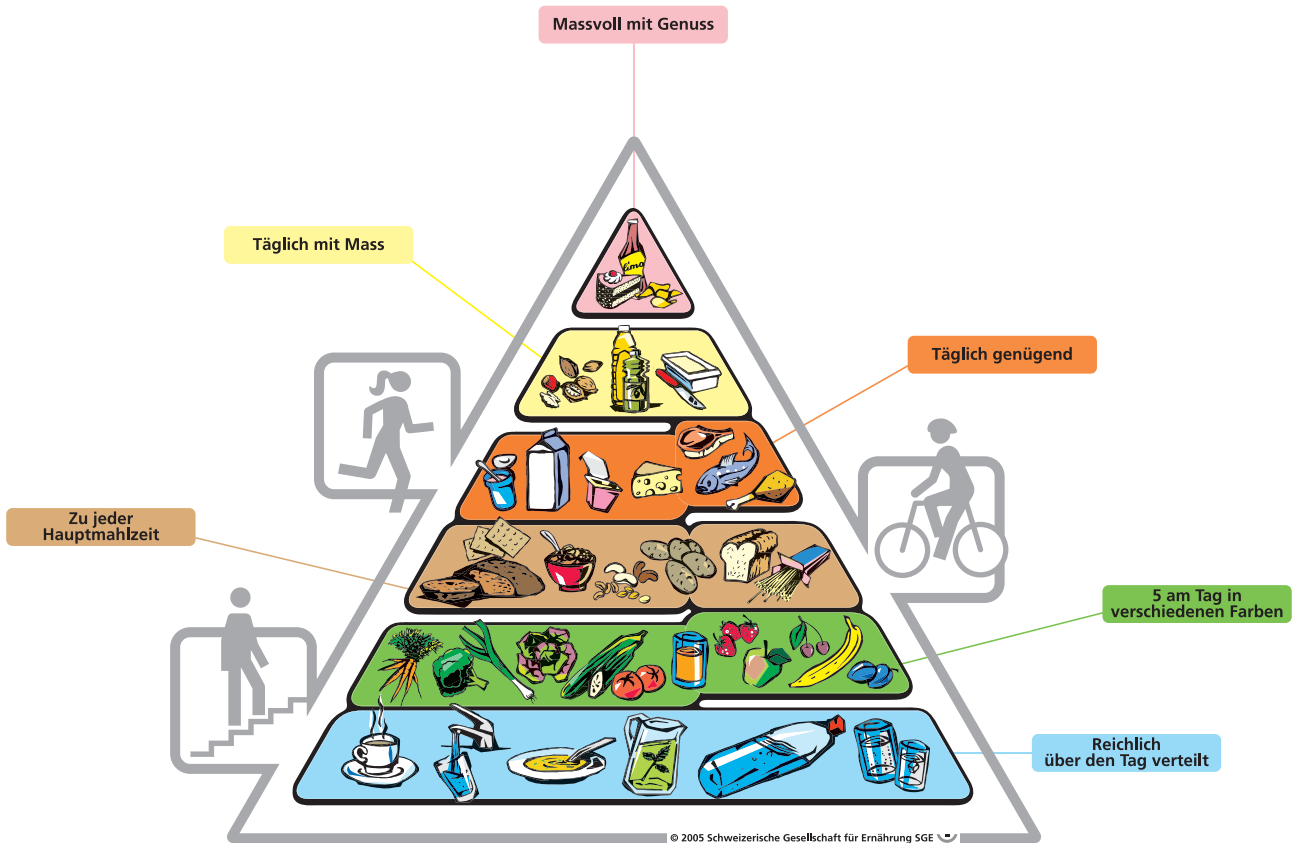 Massvoll mit Genuss
Täglich mit Mass
Limo
Täglich genügend
Zu jeder
Hauptmahlzeit
5 am Tag in
verschiedenen Farben
Reichlich
über den Tag verteilt
© 2005 Schweizerische Gesellschaft für Ernährung SGE